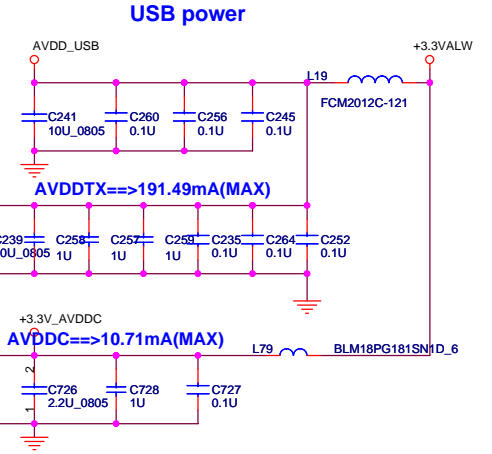 USB power
AVDD_USB
+3.3VALW
L19
FCM2012C-121
C241
10U_0805
C260
0.1U
C256
0.1U
C245
0.1U
AVDDTX==>191.49mA(MAX)
C239
0U_0805
C258
1U
C257
1U
C259
1U
C235
0.1U
C264
0.1U
C252
0.1U
+3.3V_AVDDC
AVDDC==>10.71mA(MAX)
L79
BLM18PG181SN1D_6
2
1
C726
2.2U_0805
C728
1U
C727
0.1U